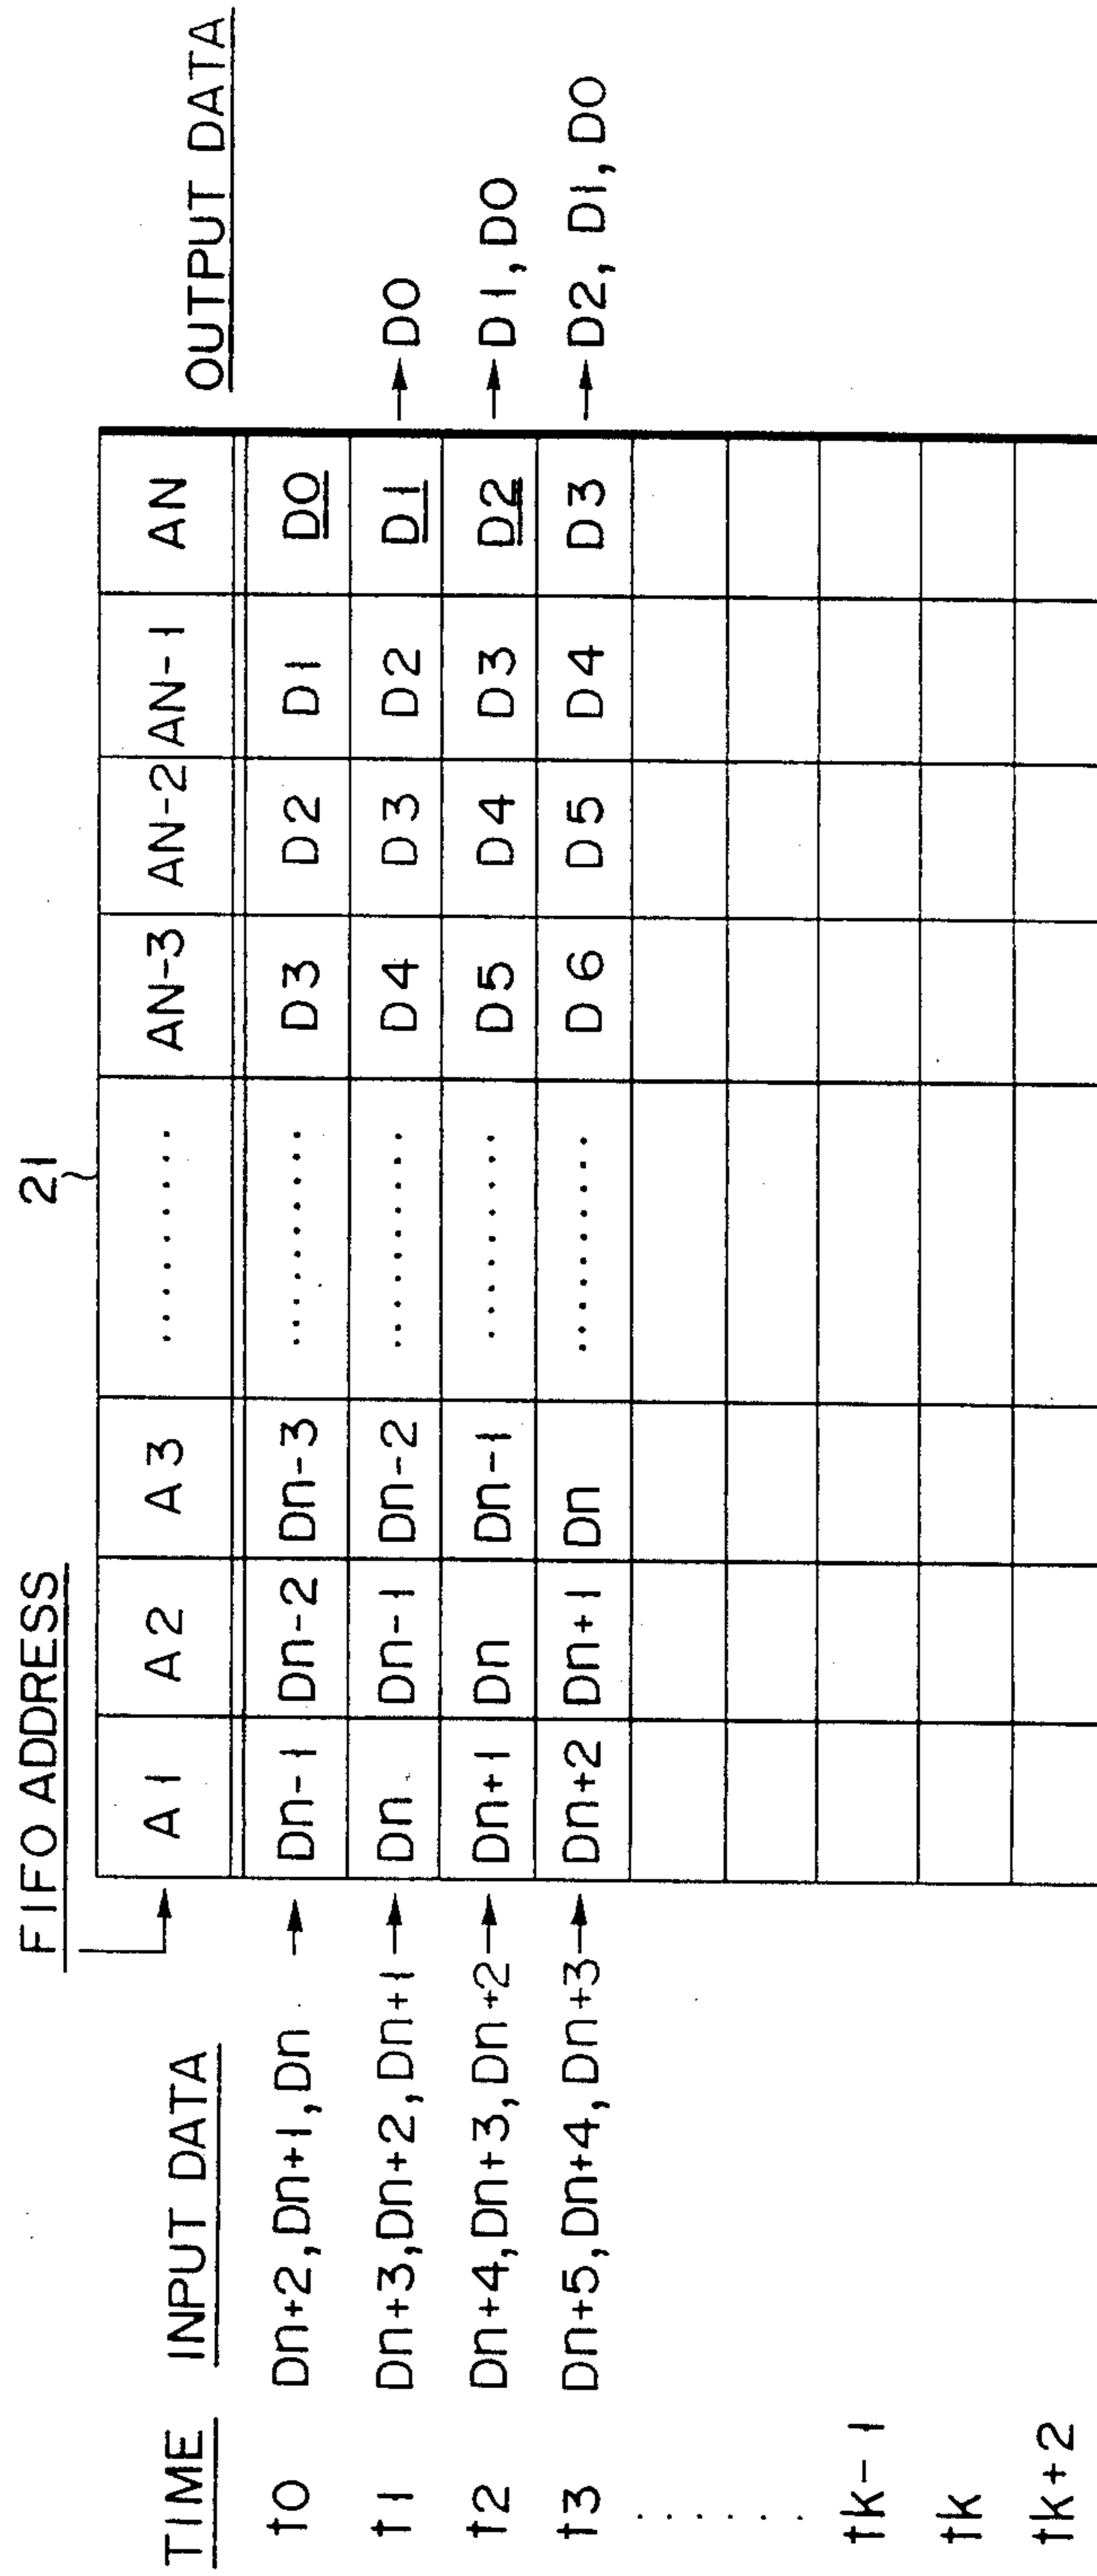 21
FIFO ADDRESS
TIME INPUT DATA A1 A2 A3 .......... AN-3 AN-2 AN-1 AN OUTPUT DATA
t0 Dn+2, Dn+1, Dn → Dn-1 Dn-2 Dn-3 .......... D3 D2 D1 D0
t1 Dn+3, Dn+2, Dn+1 → Dn Dn-1 Dn-2 .......... D4 D3 D2 D1 → D0
t2 Dn+4, Dn+3, Dn+2 → Dn+1 Dn Dn-1 .......... D5 D4 D3 D2 → D1, D0
t3 Dn+5, Dn+4, Dn+3 → Dn+2 Dn+1 Dn .......... D6 D5 D4 D3 → D2, D1, D0
......
tk-1
tk
tk+2